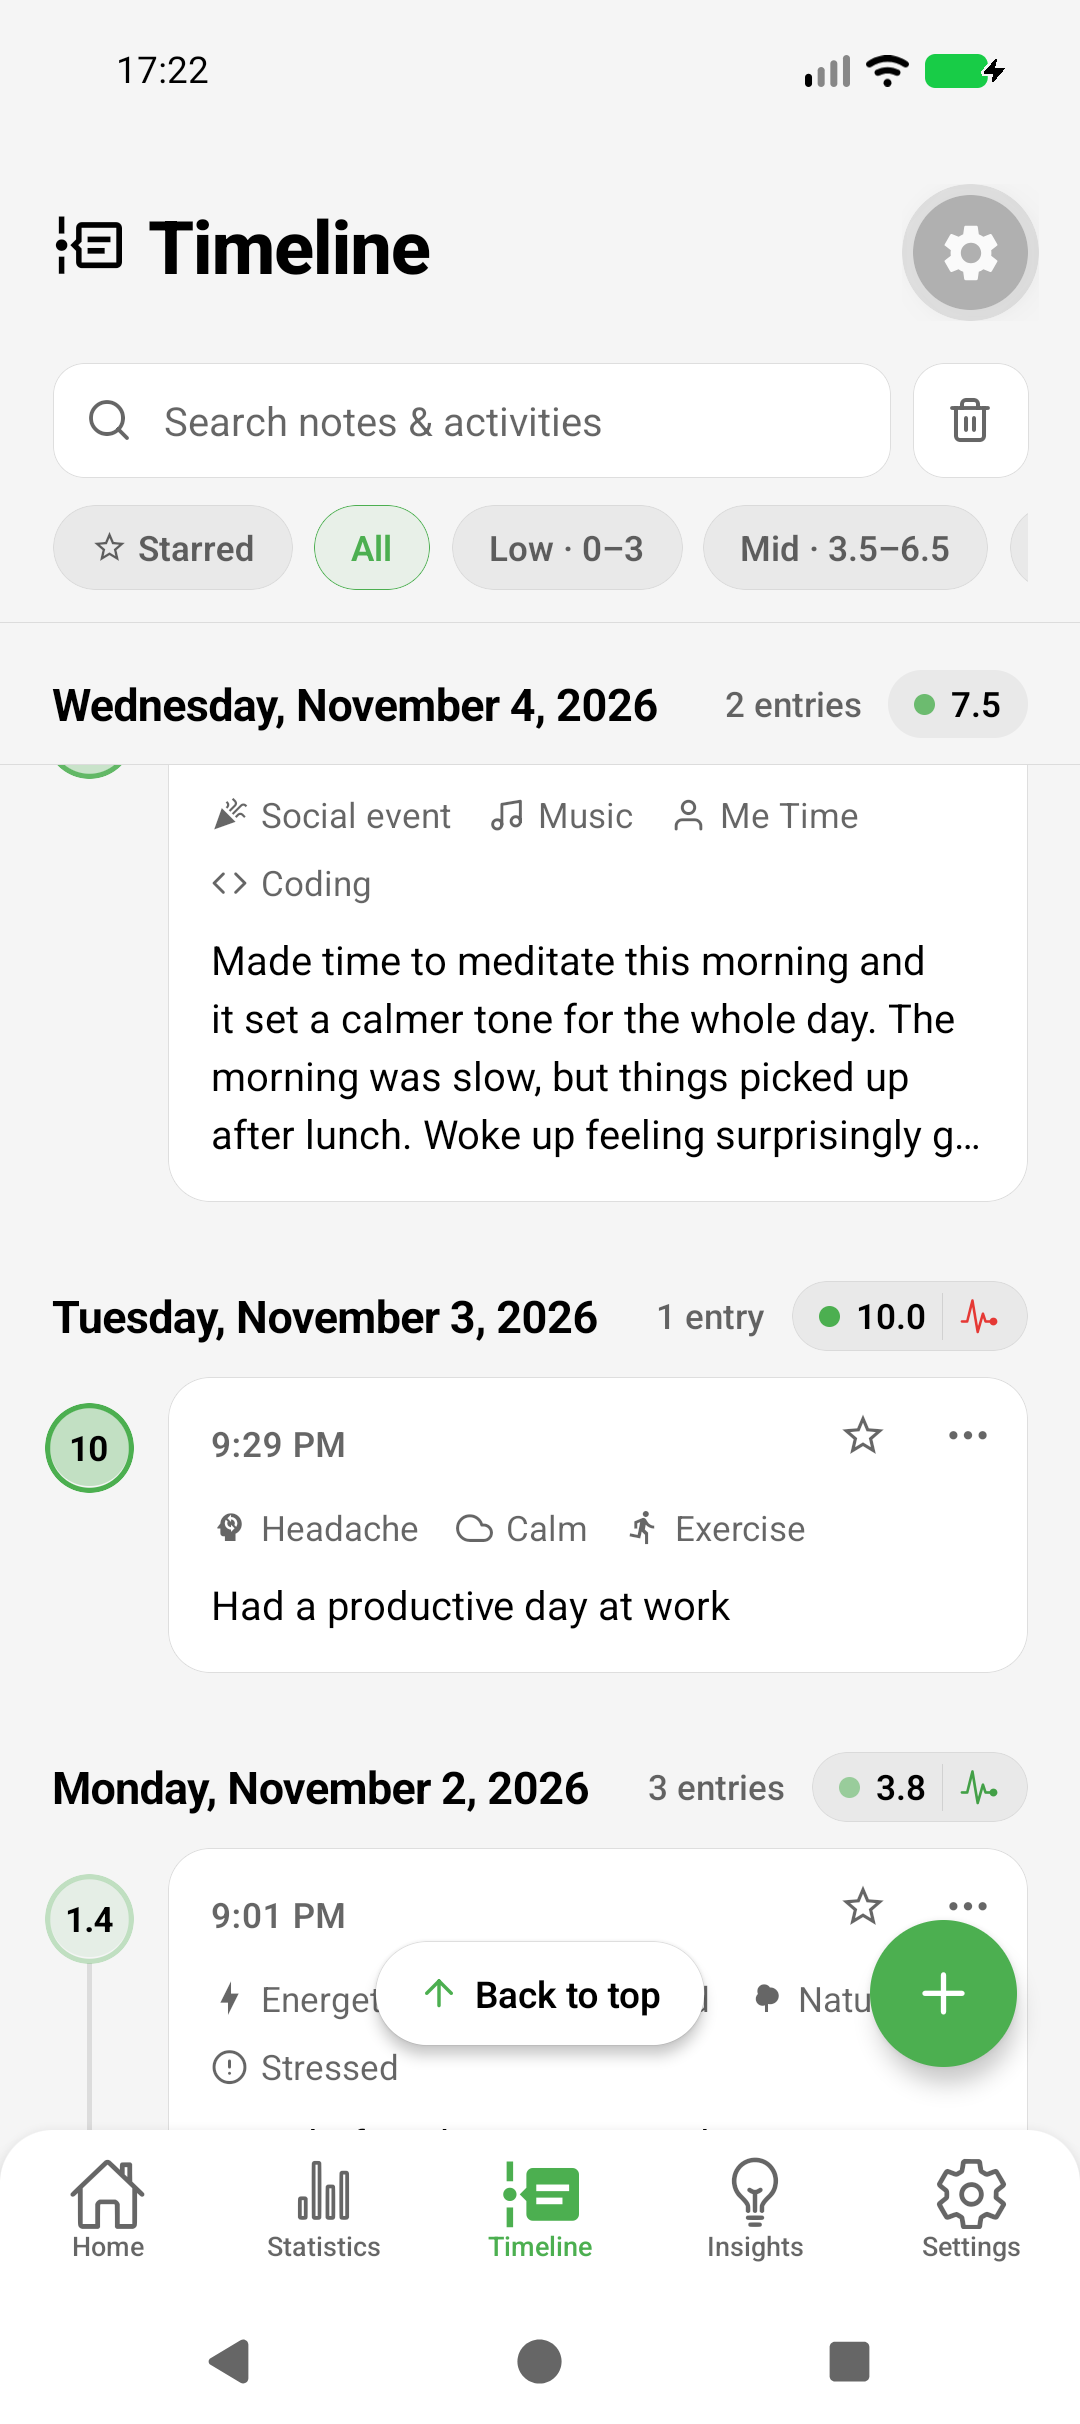 17:22
Timeline
Search notes & activities
Starred
All
Low · 0–3
Mid · 3.5–6.5
Wednesday, November 4, 2026
2 entries
7.5
Social event
Music
Me Time
Coding
Made time to meditate this morning and
it set a calmer tone for the whole day. The
morning was slow, but things picked up
after lunch. Woke up feeling surprisingly g…
Tuesday, November 3, 2026
1 entry
10.0
10
9:29 PM
Headache
Calm
Exercise
Had a productive day at work
Monday, November 2, 2026
3 entries
3.8
1.4
9:01 PM
Back to top
Stressed
Home
Statistics
Timeline
Insights
Settings